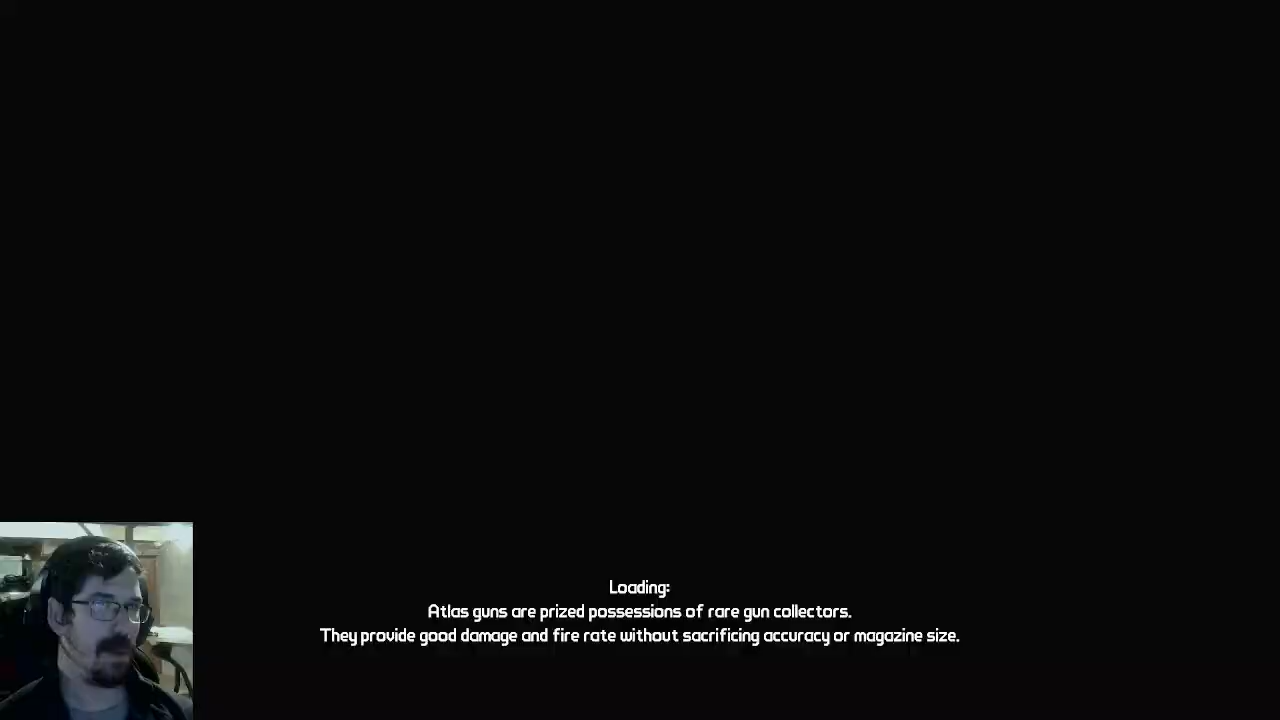 Loading:
Atlas guns are prized possessions of rare gun collectors.
They provide good damage and fire rate without sacrificing accuracy or magazine size.